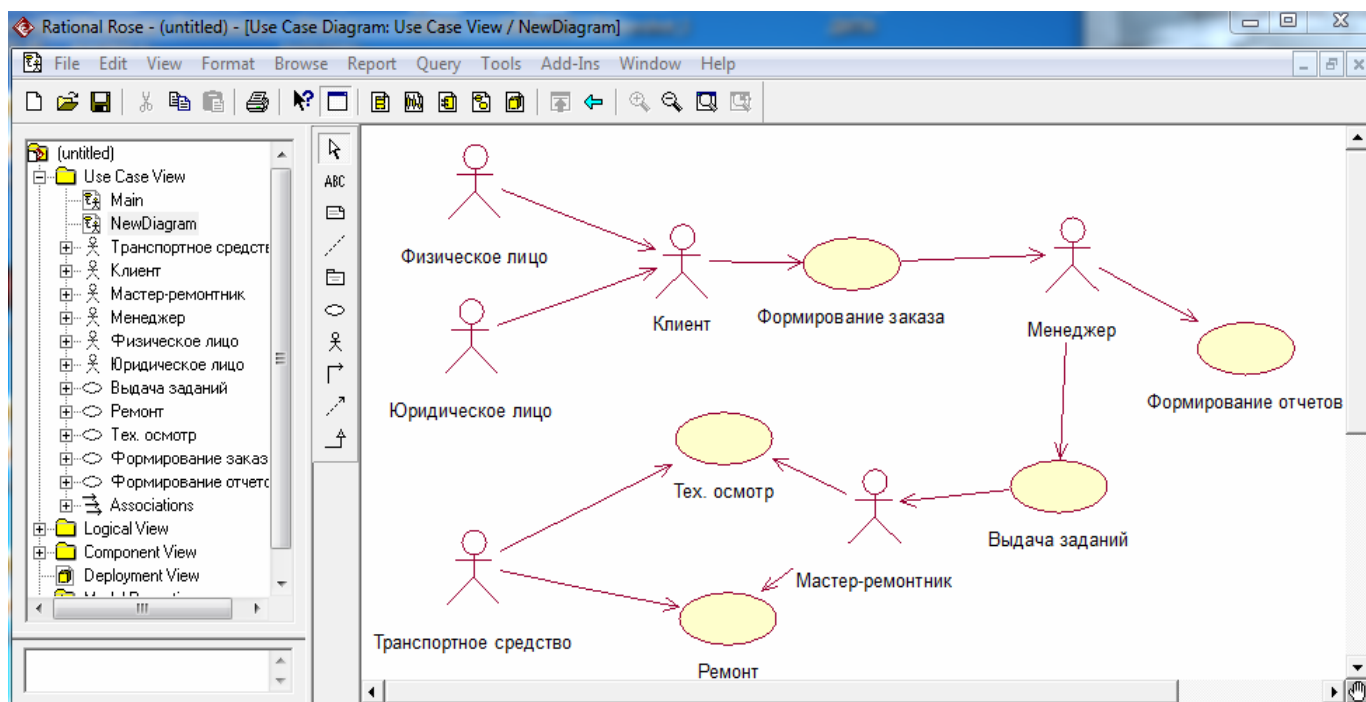 Rational Rose - (untitled) - [Use Case Diagram: Use Case View / NewDiagram]
File Edit View Format Browse Report Query Tools Add-Ins Window Help
(untitled)
Use Case View
Main
NewDiagram
Транспортное средств
Клиент
Мастер-ремонтник
Менеджер
Физическое лицо
Юридическое лицо
Выдача заданий
Ремонт
Тех. осмотр
Формирование заказ
Формирование отчетс
Associations
Logical View
Component View
Deployment View
ABC
Физическое лицо
Клиент
Формирование заказа
Менеджер
Формирование отчетов
Юридическое лицо
Тех. осмотр
Выдача заданий
Мастер-ремонтник
Транспортное средство
Ремонт